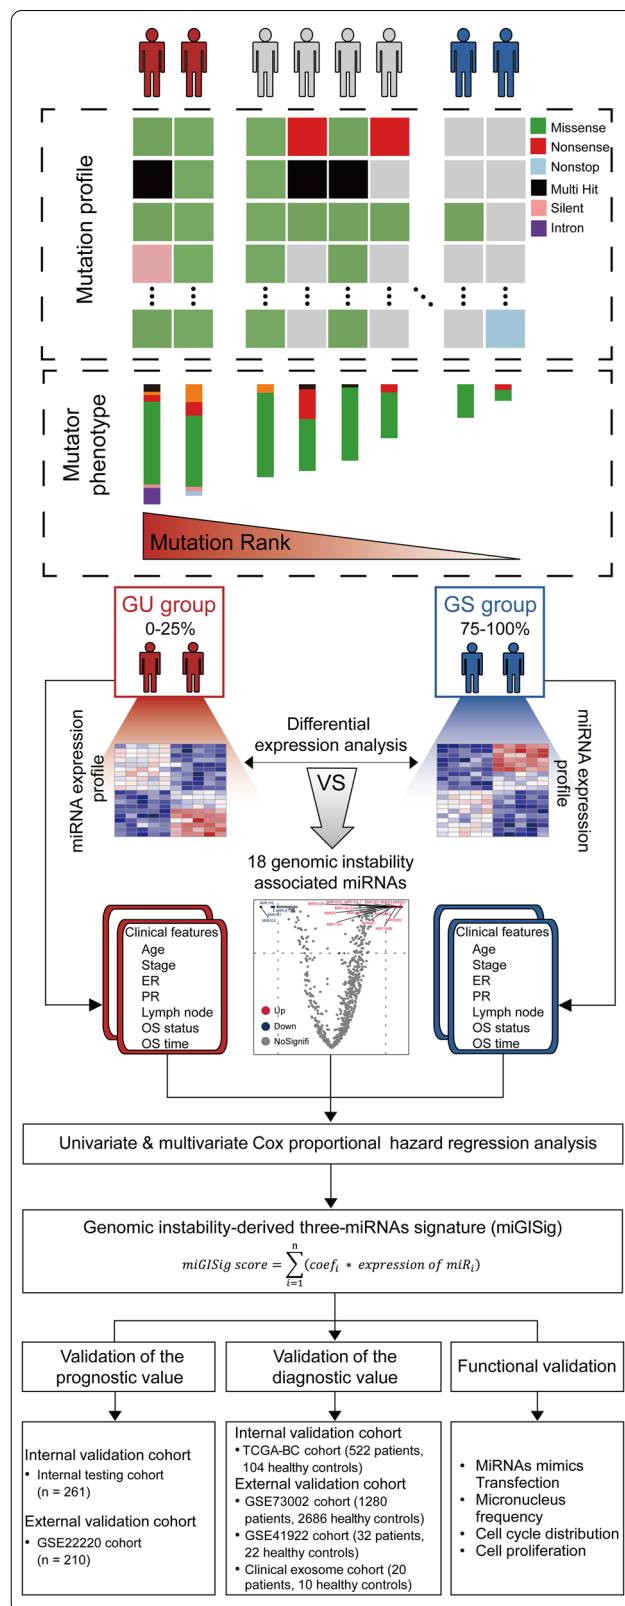 Mutation profile
Missense
Nonsense
Nonstop
Multi Hit
Silent
Intron
Mutator
phenotype
Mutation Rank
GU group
0-25%
GS group
75-100%
miRNA expression
profile
Differential
expression analysis
VS
miRNA expression
profile
18 genomic instability
associated miRNAs
Up
Down
NoSignifi
Clinical features
Age
Stage
ER
PR
Lymph node
OS status
OS time
Clinical features
Age
Stage
ER
PR
Lymph node
OS status
OS time
Univariate & multivariate Cox proportional hazard regression analysis
Genomic instability-derived three-miRNAs signature (miGISig)
miGISig score = ∑ⁿᵢ₌₁(coefᵢ * expression of miRᵢ)
Validation of the
prognostic value
Internal validation cohort
• Internal testing cohort
(n = 261)
External validation cohort
• GSE22220 cohort
(n = 210)
Validation of the
diagnostic value
Internal validation cohort
• TCGA-BC cohort (522 patients,
104 healthy controls)
External validation cohort
• GSE73002 cohort (1280
patients, 2686 healthy controls)
• GSE41922 cohort (32 patients,
22 healthy controls)
• Clinical exosome cohort (20
patients, 10 healthy controls)
Functional validation
• MiRNAs mimics
Transfection
• Micronucleus
frequency
• Cell cycle distribution
• Cell proliferation